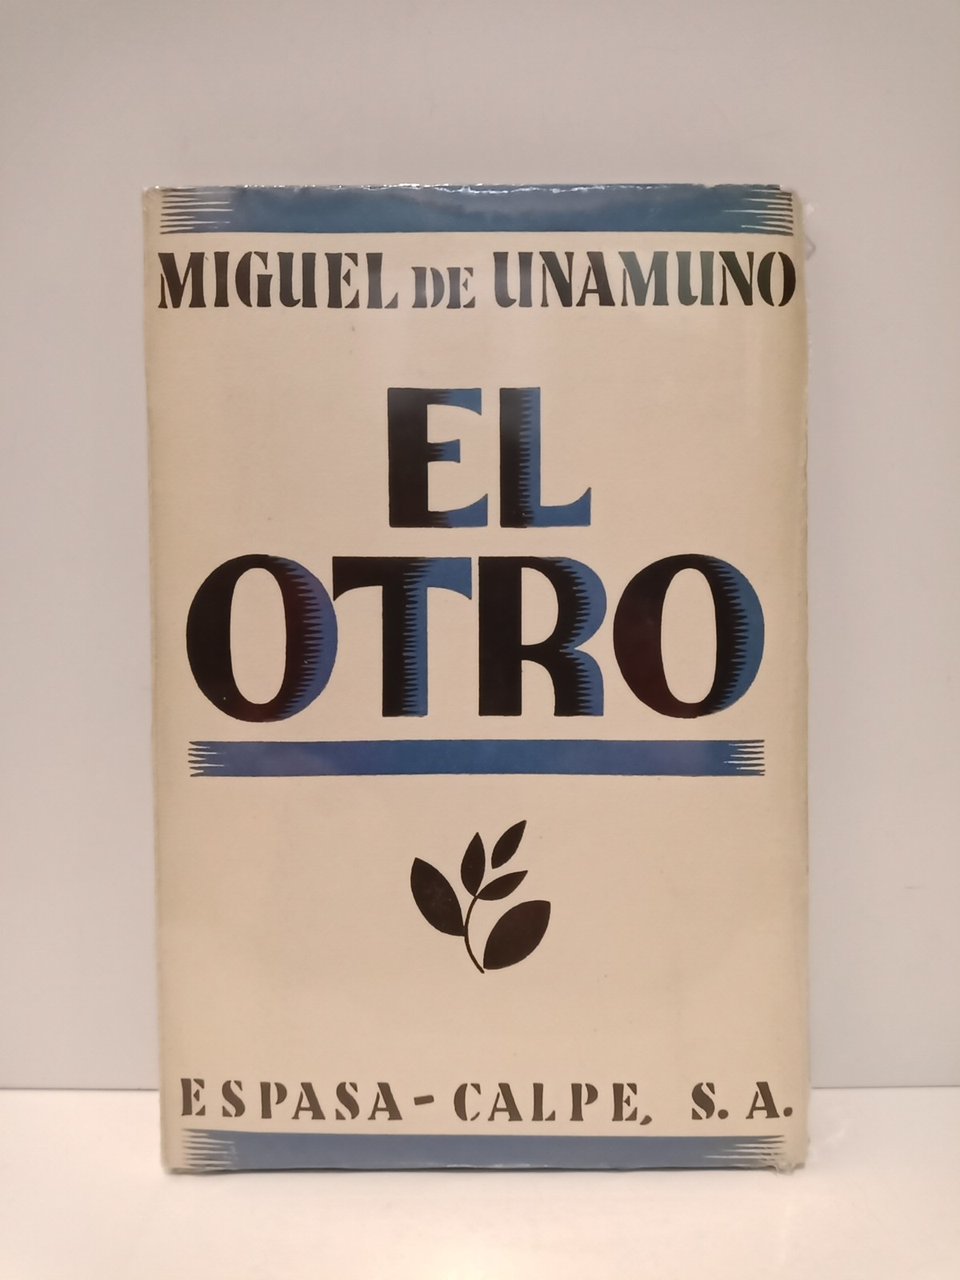 MIGUEL DE UNAMUNO
EL
OTRO
ESPASA-CALPE, S. A.